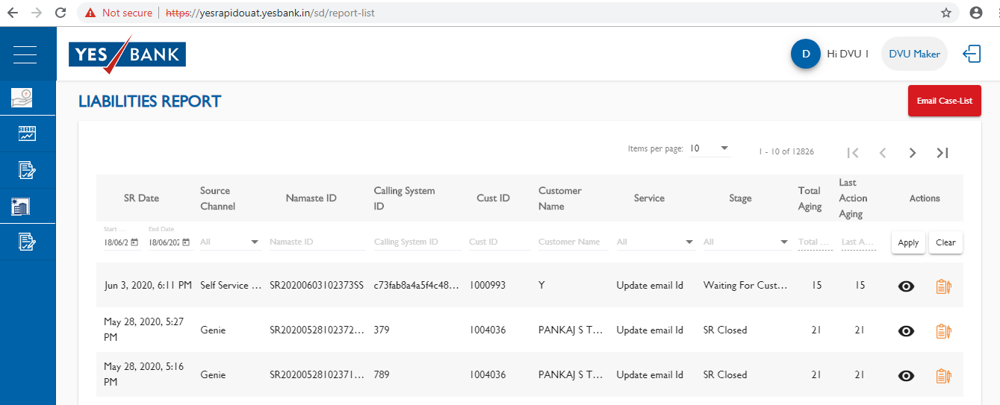 Not secure | https://yesrapidouat.yesbank.in/sd/report-list
YES BANK
D Hi DVU 1 DVU Maker
LIABILITIES REPORT
Email Case-List
Items per page: 10 1 - 10 of 12826
SR Date Source Channel Namaste ID Calling System ID Cust ID Customer Name Service Stage Total Aging Last Action Aging Actions
Start ... End Date
18/06/2 18/06/202 All Namaste ID Calling System ID Cust ID Customer Name All All Total ... Last A... Apply Clear
Jun 3, 2020, 6:11 PM Self Service ... SR20200603102373SS c73fab8a4a5f4c48... 1000993 Y Update email Id Waiting For Cust... 15 15
May 28, 2020, 5:27 PM Genie SR20200528102372... 379 1004036 PANKAJ S T... Update email Id SR Closed 21 21
May 28, 2020, 5:16 PM Genie SR20200528102371... 789 1004036 PANKAJ S T... Update email Id SR Closed 21 21